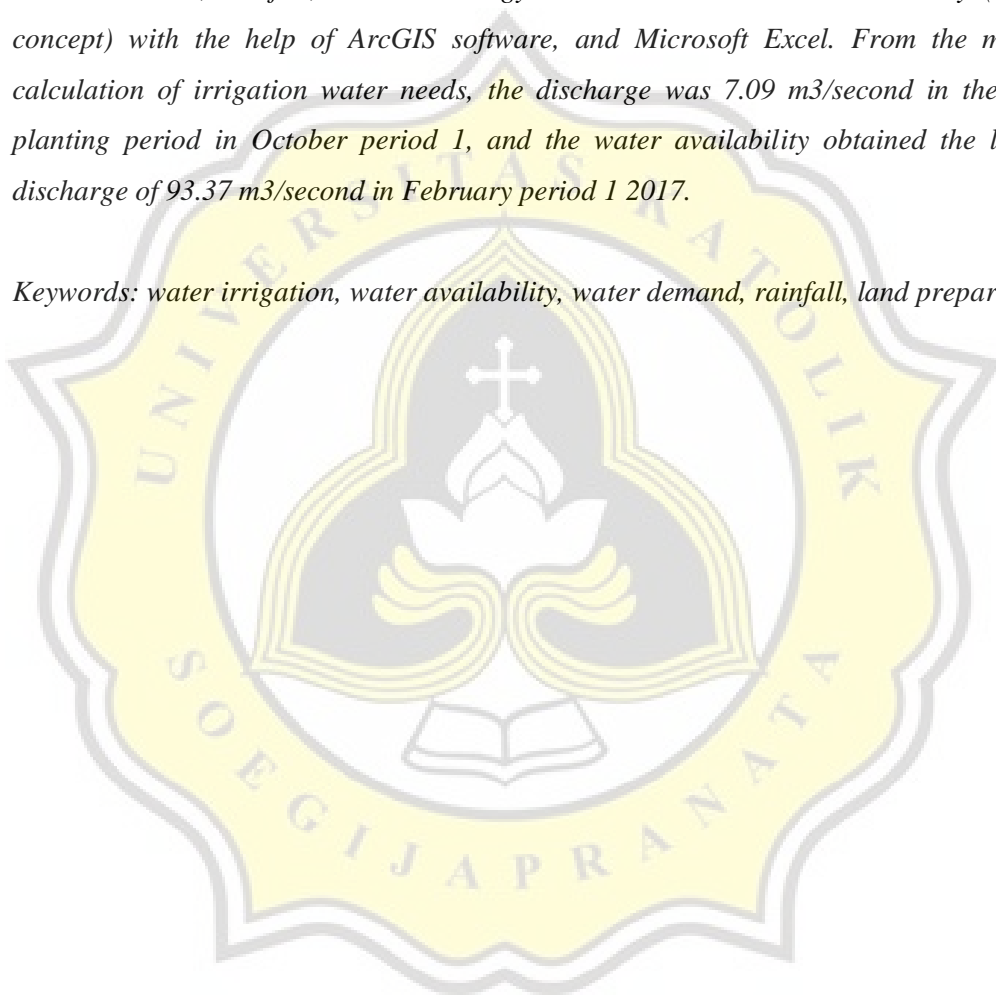 concept) with the help of ArcGIS software, and Microsoft Excel. From the
calculation of irrigation water needs, the discharge was 7.09 m3/second in the
planting period in October period 1, and the water availability obtained the
discharge of 93.37 m3/second in February period 1 2017.
Keywords: water irrigation, water availability, water demand, rainfall, land
UNIVERSITAS KATOLIK
SOEGIJAPRANATA